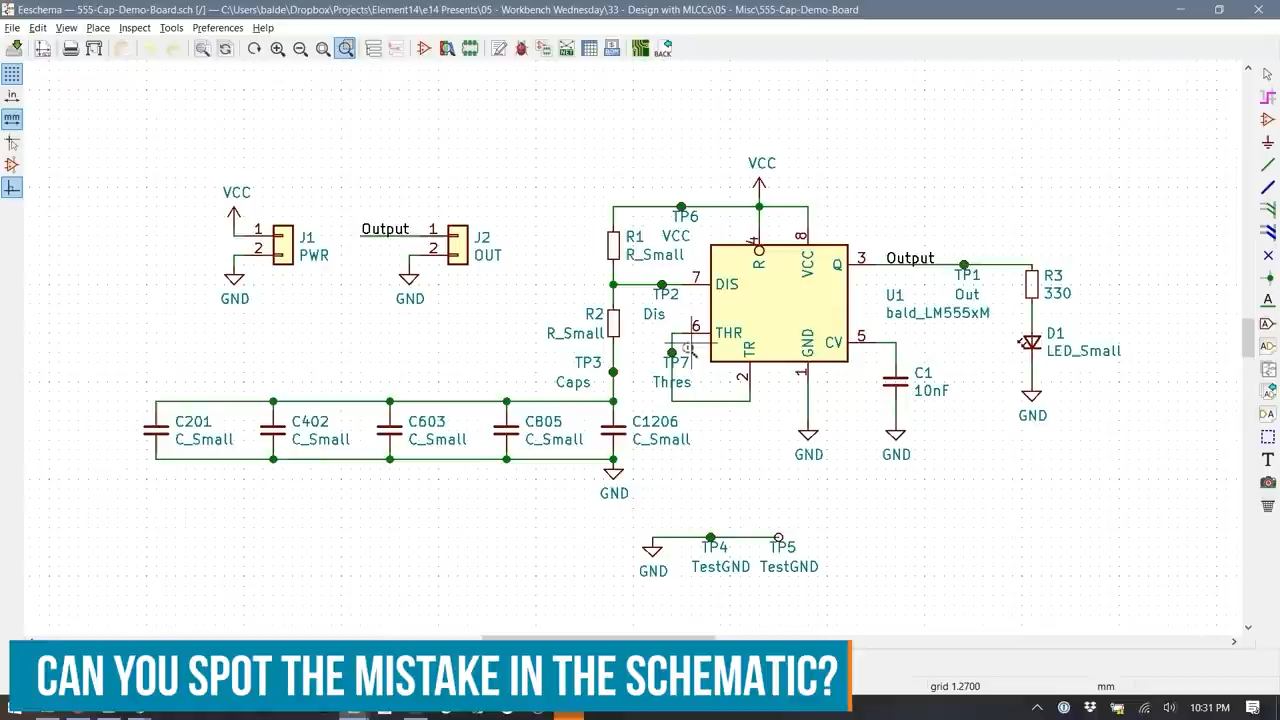 Eeschema — 555-Cap-Demo-Board.sch [/] — C:\Users\balde\Dropbox\Projects\Element14\e14 Presents\05 - Workbench Wednesday\33 - Design with MLCCs\05 - Misc\555-Cap-Demo-Board
File Edit View Place Inspect Tools Preferences Help
BACK
in
mm
VCC
1
2
J1
PWR
GND
Output
1
2
J2
OUT
GND
VCC
TP6
VCC
R1
R_Small
TP2
Dis
R2
R_Small
TP3
Caps
TP7
Thres
7
DIS
6
THR
4
R
8
VCC
Q
3
TR
2
GND
1
CV
5
Output
U1
bald_LM555xM
TP1
Out
R3
330
D1
LED_Small
GND
C1
10nF
GND
GND
C201
C_Small
C402
C_Small
C603
C_Small
C805
C_Small
C1206
C_Small
GND
GND
TP4
TestGND
TP5
TestGND
A
A
A
DA
T
CAN YOU SPOT THE MISTAKE IN THE SCHEMATIC?
grid 1.2700
mm
10:31 PM